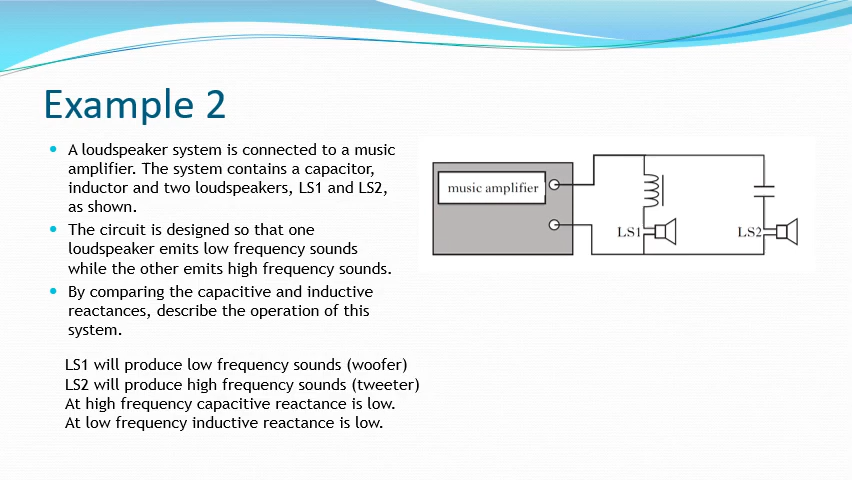 Example 2
• A loudspeaker system is connected to a music
amplifier. The system contains a capacitor,
inductor and two loudspeakers, LS1 and LS2,
as shown.
• The circuit is designed so that one
loudspeaker emits low frequency sounds
while the other emits high frequency sounds.
• By comparing the capacitive and inductive
reactances, describe the operation of this
system.
LS1 will produce low frequency sounds (woofer)
LS2 will produce high frequency sounds (tweeter)
At high frequency capacitive reactance is low.
At low frequency inductive reactance is low.
music amplifier
LS1
LS2